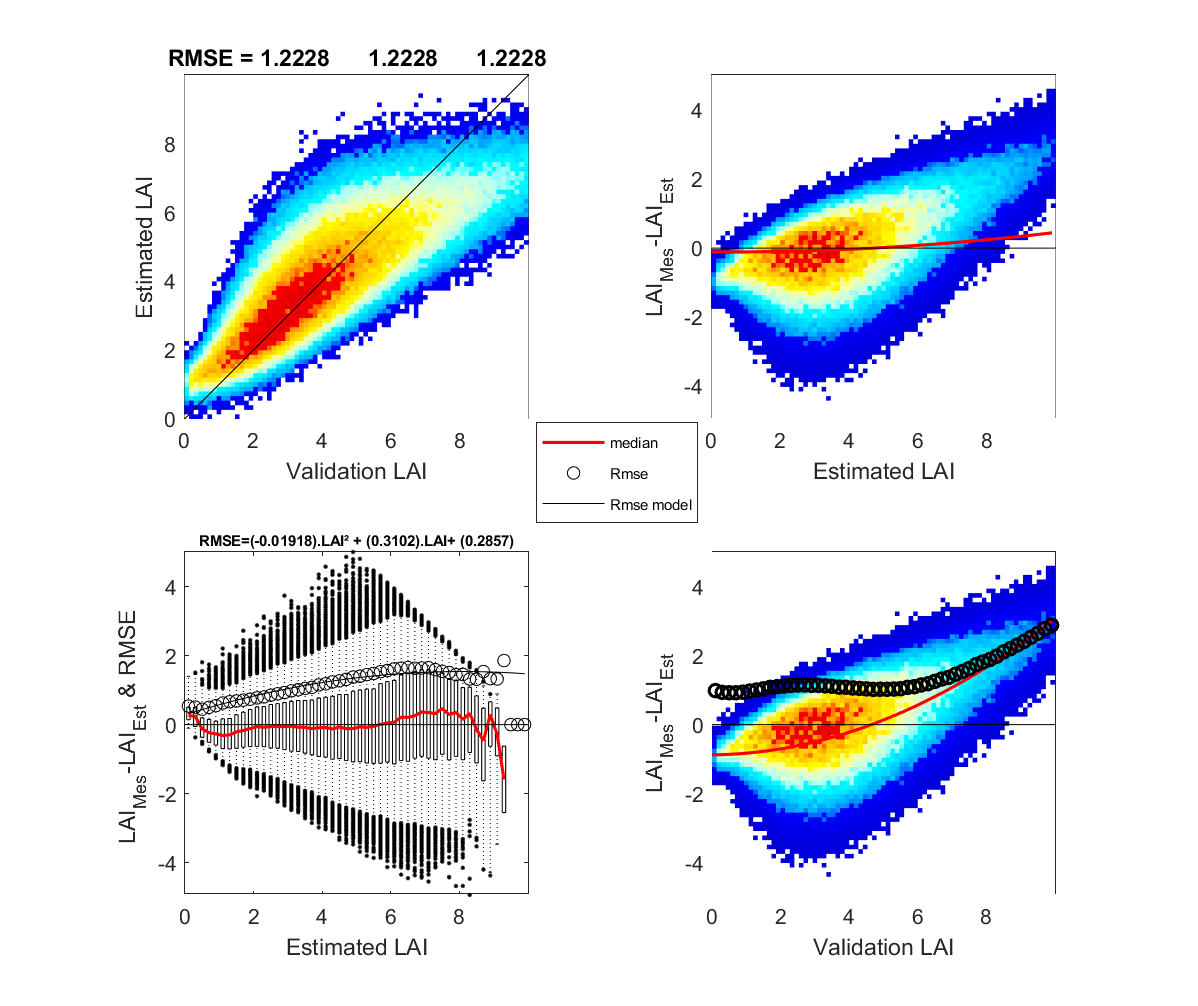 RMSE = 1.2228 1.2228 1.2228
8
6
4
2
0
0 2 4 6 8
Estimated LAI
Validation LAI
4
2
0
-2
-4
0 2 4 6 8
LAI_Mes-LAI_Est
Estimated LAI
median
Rmse
Rmse model
RMSE=(-0.01918).LAI² + (0.3102).LAI+ (0.2857)
4
2
0
-2
-4
0 2 4 6 8
LAI_Mes-LAI_Est & RMSE
Estimated LAI
4
2
0
-2
-4
0 2 4 6 8
LAI_Mes-LAI_Est
Validation LAI